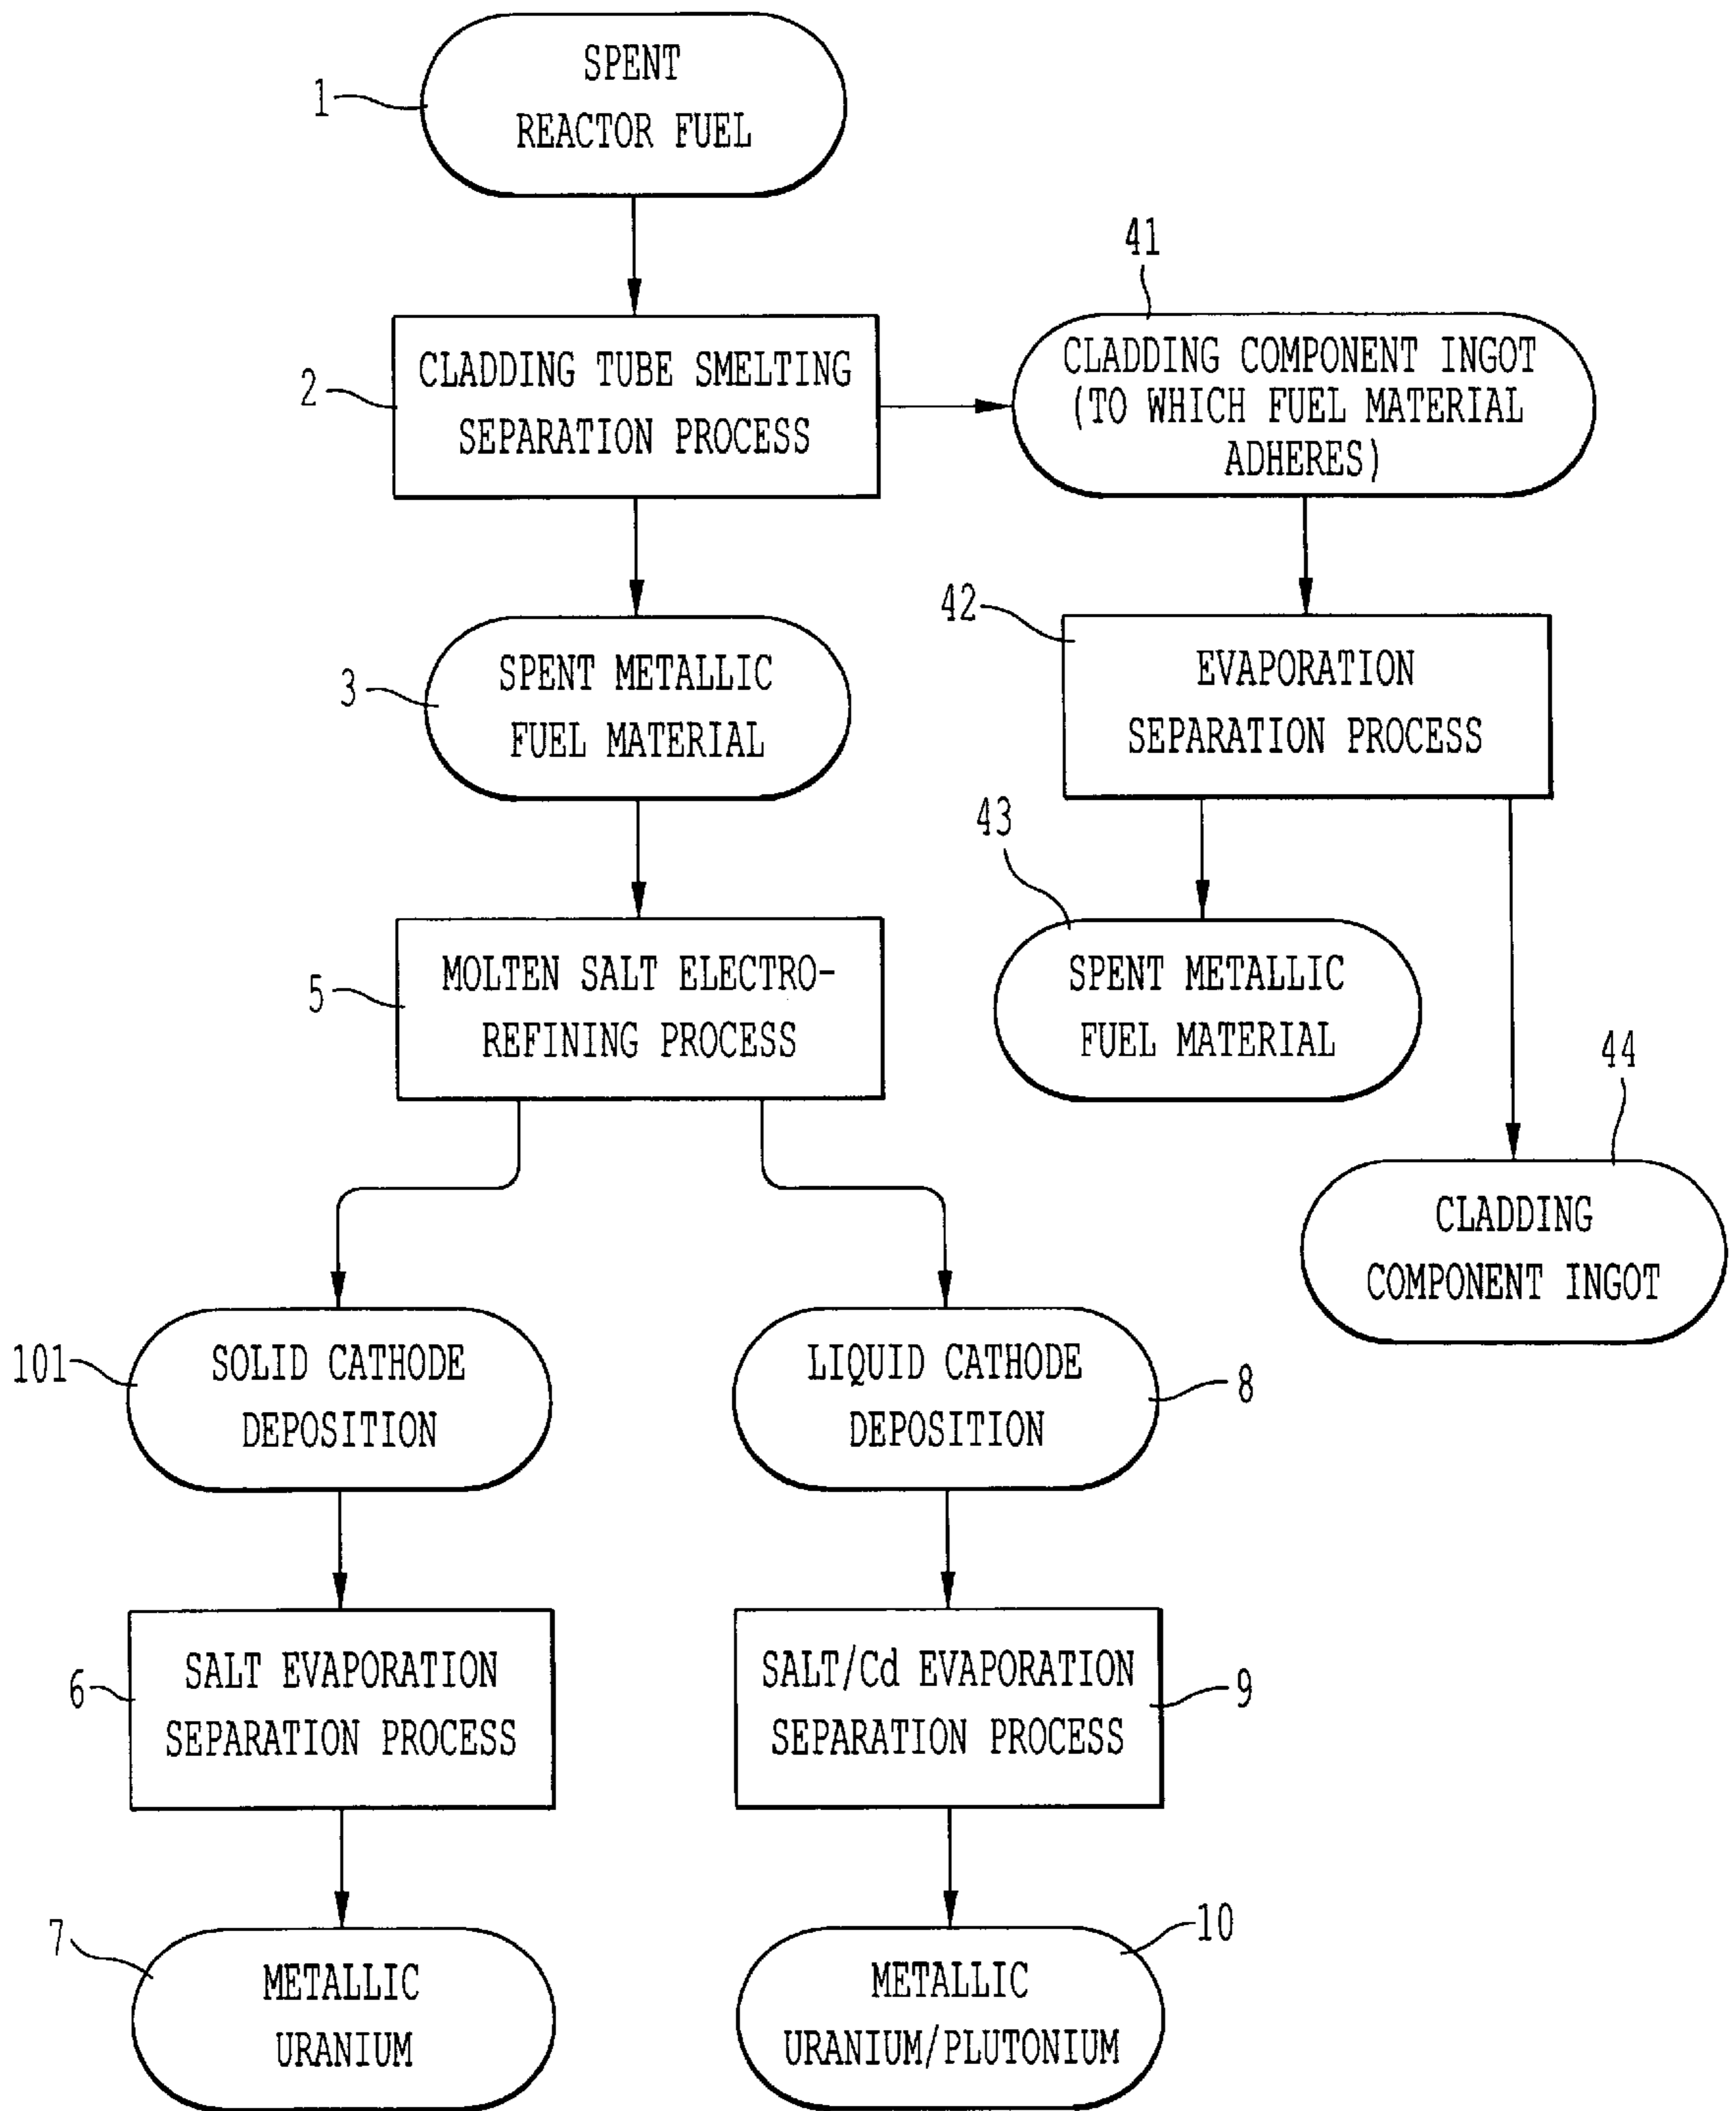 1
SPENT
REACTOR FUEL
2
CLADDING TUBE SMELTING
SEPARATION PROCESS
41
CLADDING COMPONENT INGOT
(TO WHICH FUEL MATERIAL
ADHERES)
3
SPENT METALLIC
FUEL MATERIAL
42
EVAPORATION
SEPARATION PROCESS
43
SPENT METALLIC
FUEL MATERIAL
44
CLADDING
COMPONENT INGOT
5
MOLTEN SALT ELECTRO-
REFINING PROCESS
101
SOLID CATHODE
DEPOSITION
LIQUID CATHODE
DEPOSITION
8
6
SALT EVAPORATION
SEPARATION PROCESS
SALT/Cd EVAPORATION
SEPARATION PROCESS
9
7
METALLIC
URANIUM
10
METALLIC
URANIUM/PLUTONIUM